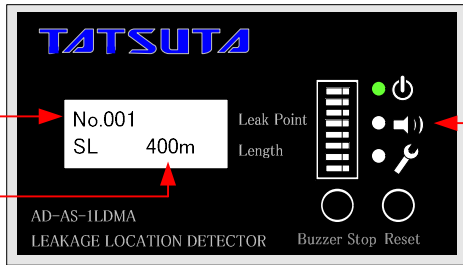 TATSUTA
No.001 Leak Point
SL 400m Length
AD-AS-1LDMA
LEAKAGE LOCATION DETECTOR Buzzer Stop Reset